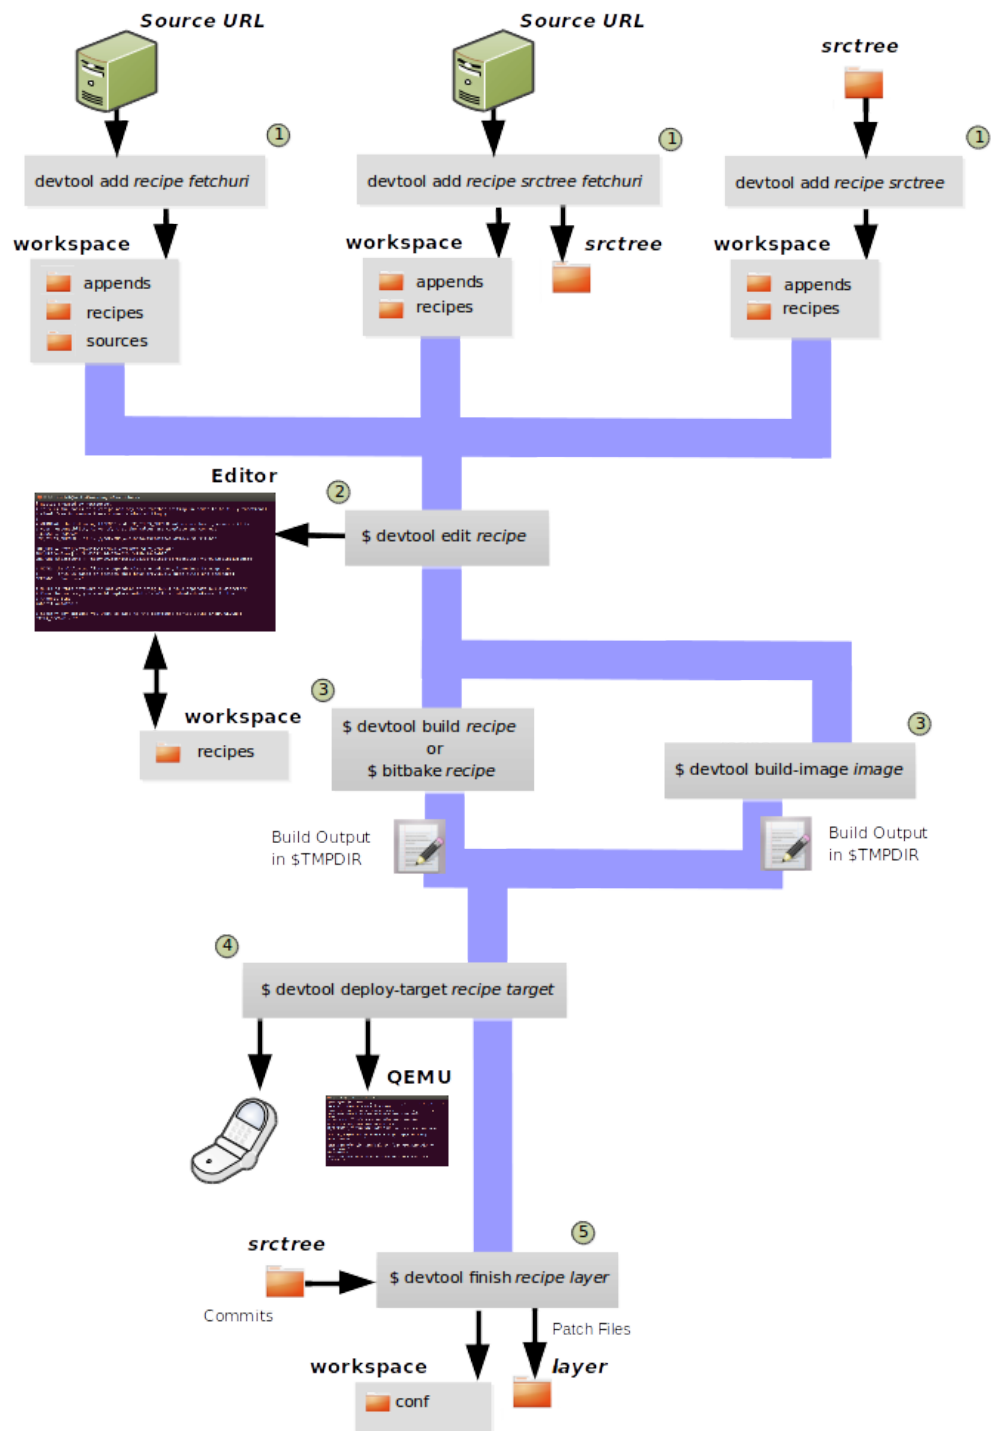 Source URL
Source URL
srctree
1
1
1
devtool add recipe fetchuri
devtool add recipe srctree fetchuri
devtool add recipe srctree
workspace
workspace
srctree
workspace
appends
recipes
sources
appends
recipes
appends
recipes
Editor
2
$ devtool edit recipe
3
workspace
recipes
$ devtool build recipe
or
$ bitbake recipe
3
$ devtool build-image image
Build Output
in $TMPDIR
Build Output
in $TMPDIR
4
$ devtool deploy-target recipe target
QEMU
5
srctree
Commits
$ devtool finish recipe layer
Patch Files
workspace
conf
layer